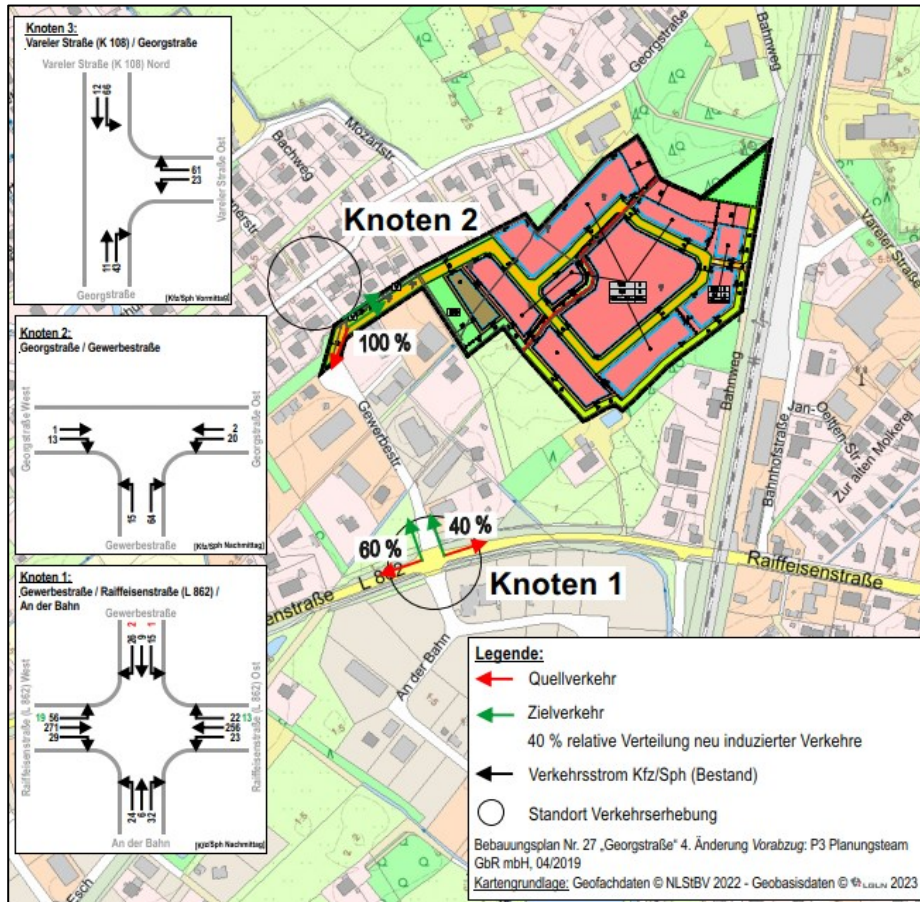 Knoten 3:
Vareler Straße (K 108) / Georgstraße
Vareler Straße (K 108) Nord
12
66
61
23
Vareler Straße Ost
11
43
Georgstraße
[Kfz/Sph Vormittag]
Knoten 2:
Georgstraße / Gewerbestraße
Georgstraße West
1
13
2
20
Georgstraße Ost
15
64
Gewerbestraße
[Kfz/Sph Nachmittag]
Knoten 1:
Gewerbestraße / Raiffeisenstraße (L 862) /
An der Bahn
Gewerbestraße
2
1
26
9
15
Raiffeisenstraße (L 862) West
19 56
271
29
22 13
256
23
Raiffeisenstraße (L 862) Ost
24
6
32
An der Bahn
[Kfz/Sph Nachmittag]
Georgstraße
Bahnweg
Mozartstr.
Bachweg
Knoten 2
100 %
Gewerbestr.
Bahnweg
Vareler Straße
Bahnhofstraße
Jan-
Oetjen-Str.
Zur alten Molkerei
60 %
40 %
L 862
Knoten 1
Raiffeisenstraße
enstraße
An der Bahn
Esch
Legende:
Quellverkehr
Zielverkehr
40 % relative Verteilung neu induzierter Verkehre
Verkehrsstrom Kfz/Sph (Bestand)
Standort Verkehrserhebung
Bebauungsplan Nr. 27 „Georgstraße“ 4. Änderung Vorabzug: P3 Planungsteam
GbR mbH, 04/2019
Kartengrundlage: Geofachdaten © NLStBV 2022 - Geobasisdaten © LGLN 2023